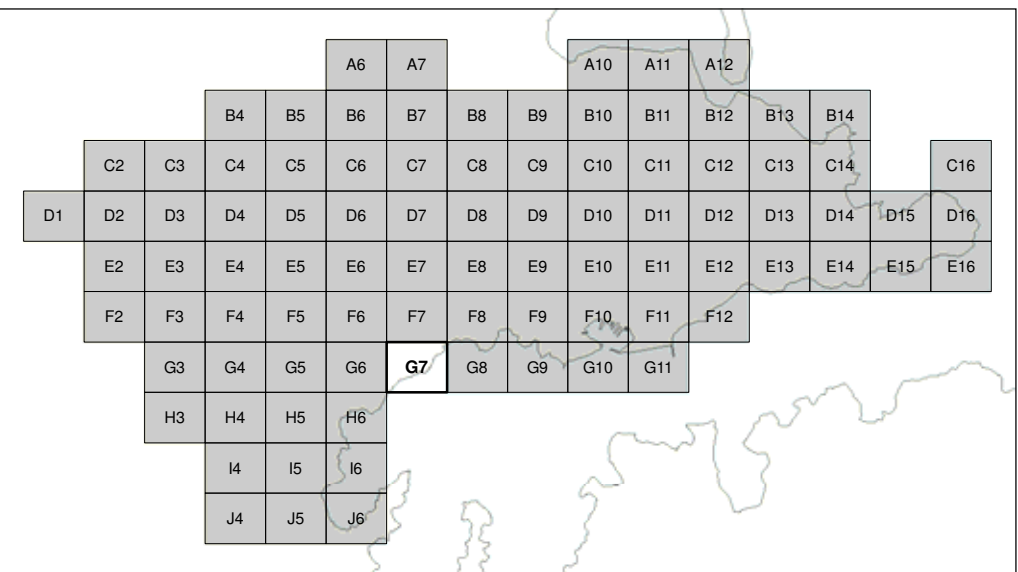 A6 A7 A10 A11 A12
B4 B5 B6 B7 B8 B9 B10 B11 B12 B13 B14
C2 C3 C4 C5 C6 C7 C8 C9 C10 C11 C12 C13 C14 C16
D1 D2 D3 D4 D5 D6 D7 D8 D9 D10 D11 D12 D13 D14 D15 D16
E2 E3 E4 E5 E6 E7 E8 E9 E10 E11 E12 E13 E14 E15 E16
F2 F3 F4 F5 F6 F7 F8 F9 F10 F11 F12
G3 G4 G5 G6 G7 G8 G9 G10 G11
H3 H4 H5 H6
I4 I5 I6
J4 J5 J6